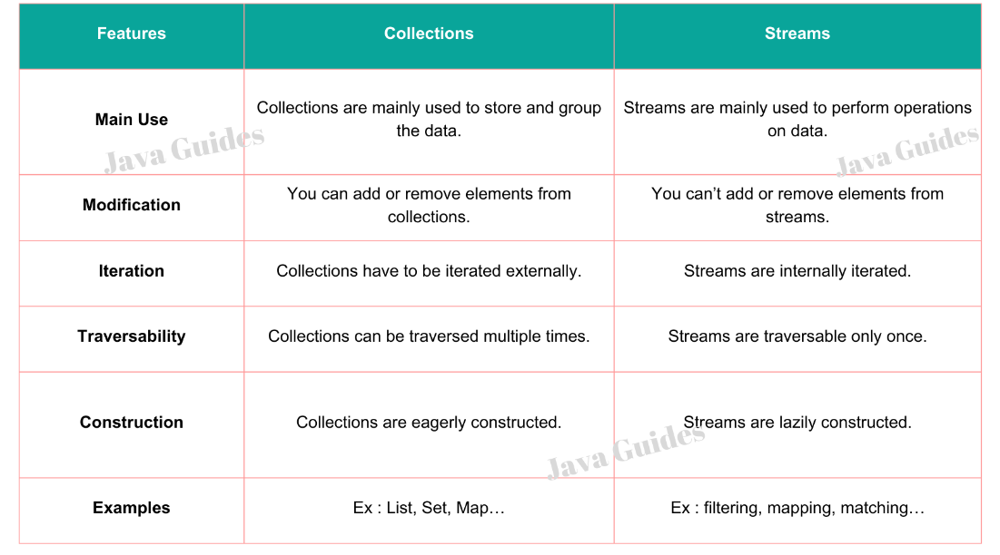 Features
Collections
Streams
Main Use
Collections are mainly used to store and group
the data.
Streams are mainly used to perform operations
on data.
Java Guides
Java Guides
Modification
You can add or remove elements from
collections.
You can’t add or remove elements from
streams.
Iteration
Collections have to be iterated externally.
Streams are internally iterated.
Traversability
Collections can be traversed multiple times.
Streams are traversable only once.
Construction
Collections are eagerly constructed.
Streams are lazily constructed.
Java Guides
Examples
Ex : List, Set, Map…
Ex : filtering, mapping, matching…